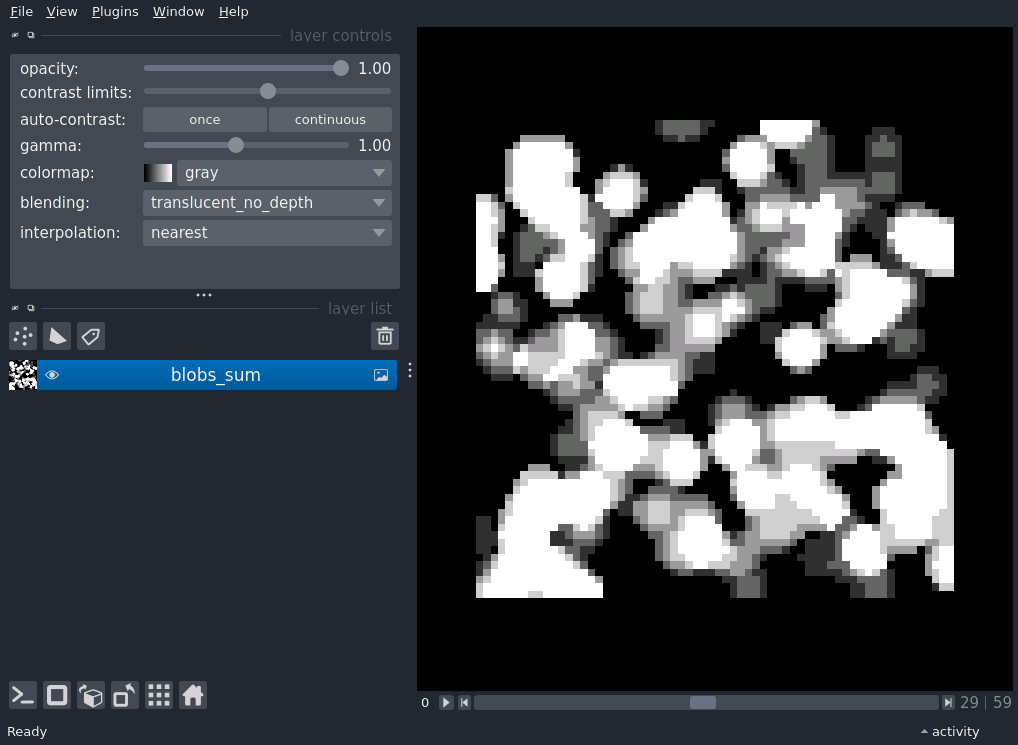 File View Plugins Window Help
layer controls
opacity: 1.00
contrast limits:
auto-contrast: once continuous
gamma: 1.00
colormap: gray
blending: translucent_no_depth
interpolation: nearest
layer list
blobs_sum
0 29 | 59
Ready activity